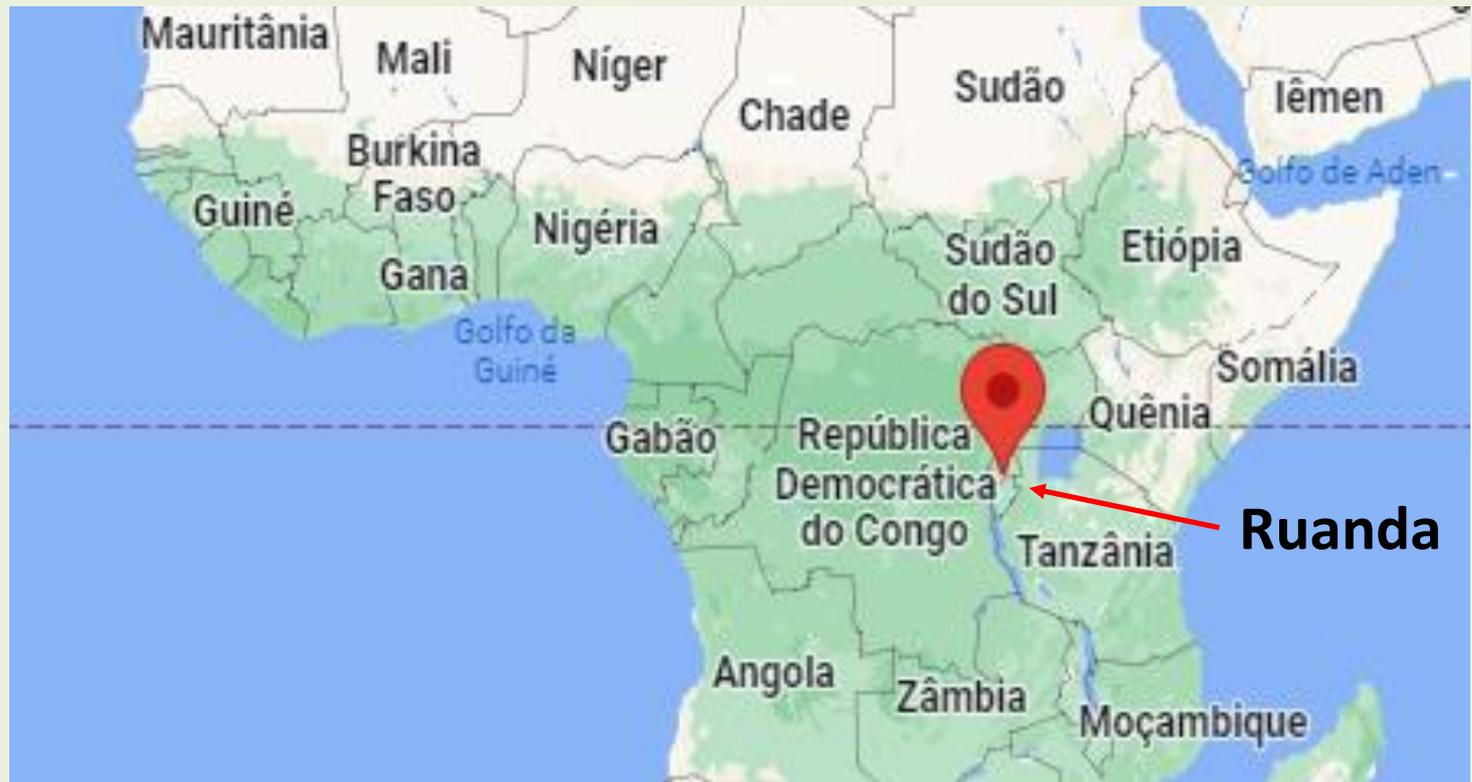 Mauritânia
Mali
Níger
Chade
Sudão
Iêmen
Burkina
Faso
Golfo de Aden
Guiné
Nigéria
Gana
Sudão
do Sul
Etiópia
Golfo da
Guiné
Somália
Quênia
Gabão
República
Democrática
do Congo
Ruanda
Tanzânia
Angola
Zâmbia
Moçambique